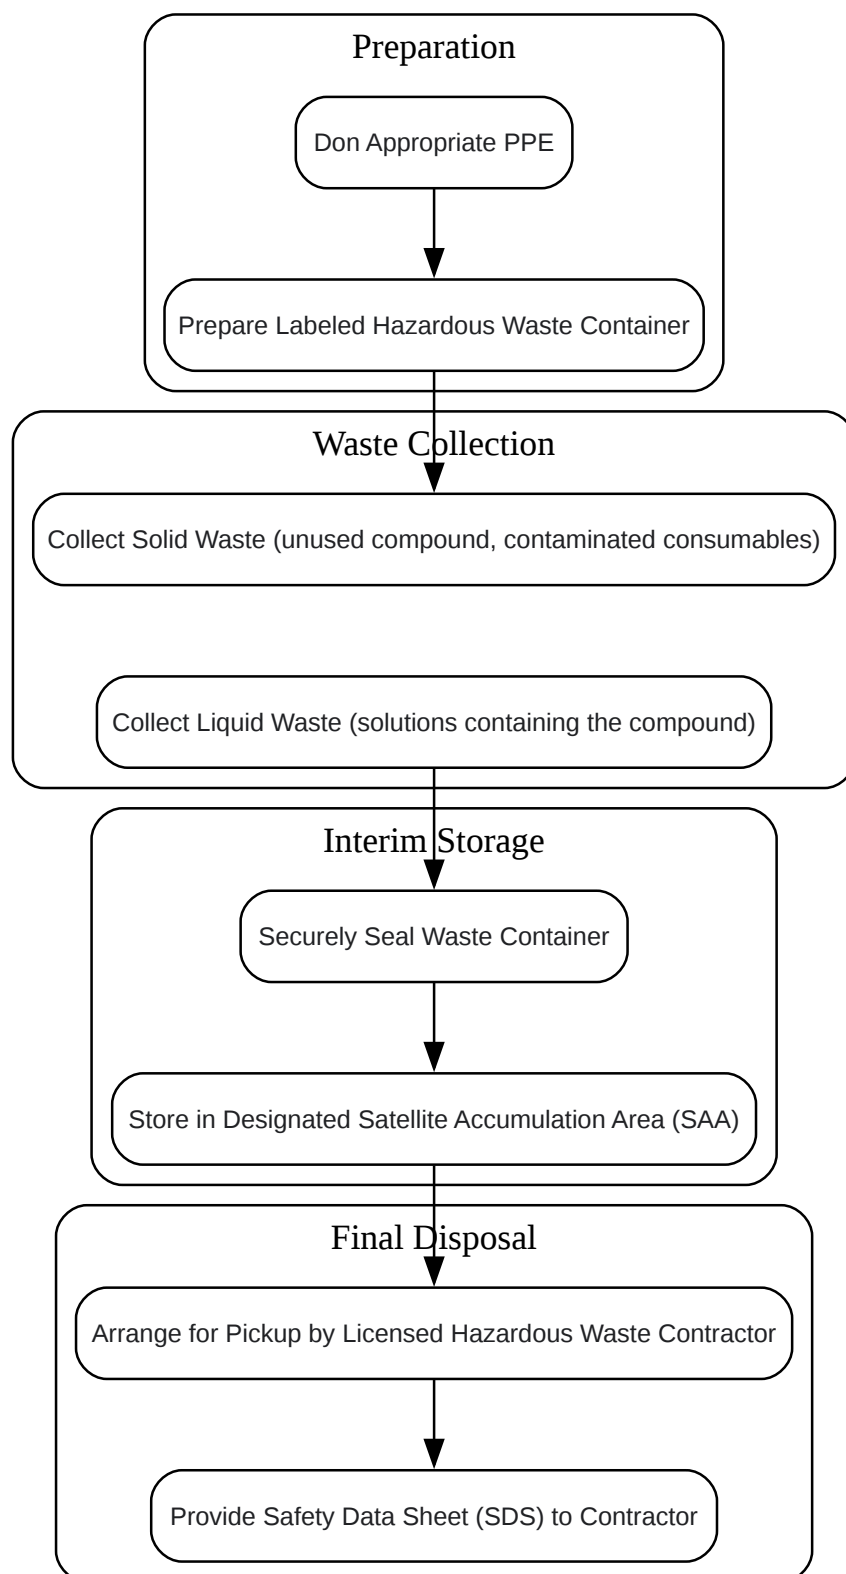 Preparation
Don Appropriate PPE
Prepare Labeled Hazardous Waste Container
Waste Collection
Collect Solid Waste (unused compound, contaminated consumables)
Collect Liquid Waste (solutions containing the compound)
Interim Storage
Securely Seal Waste Container
Store in Designated Satellite Accumulation Area (SAA)
Final Disposal
Arrange for Pickup by Licensed Hazardous Waste Contractor
Provide Safety Data Sheet (SDS) to Contractor